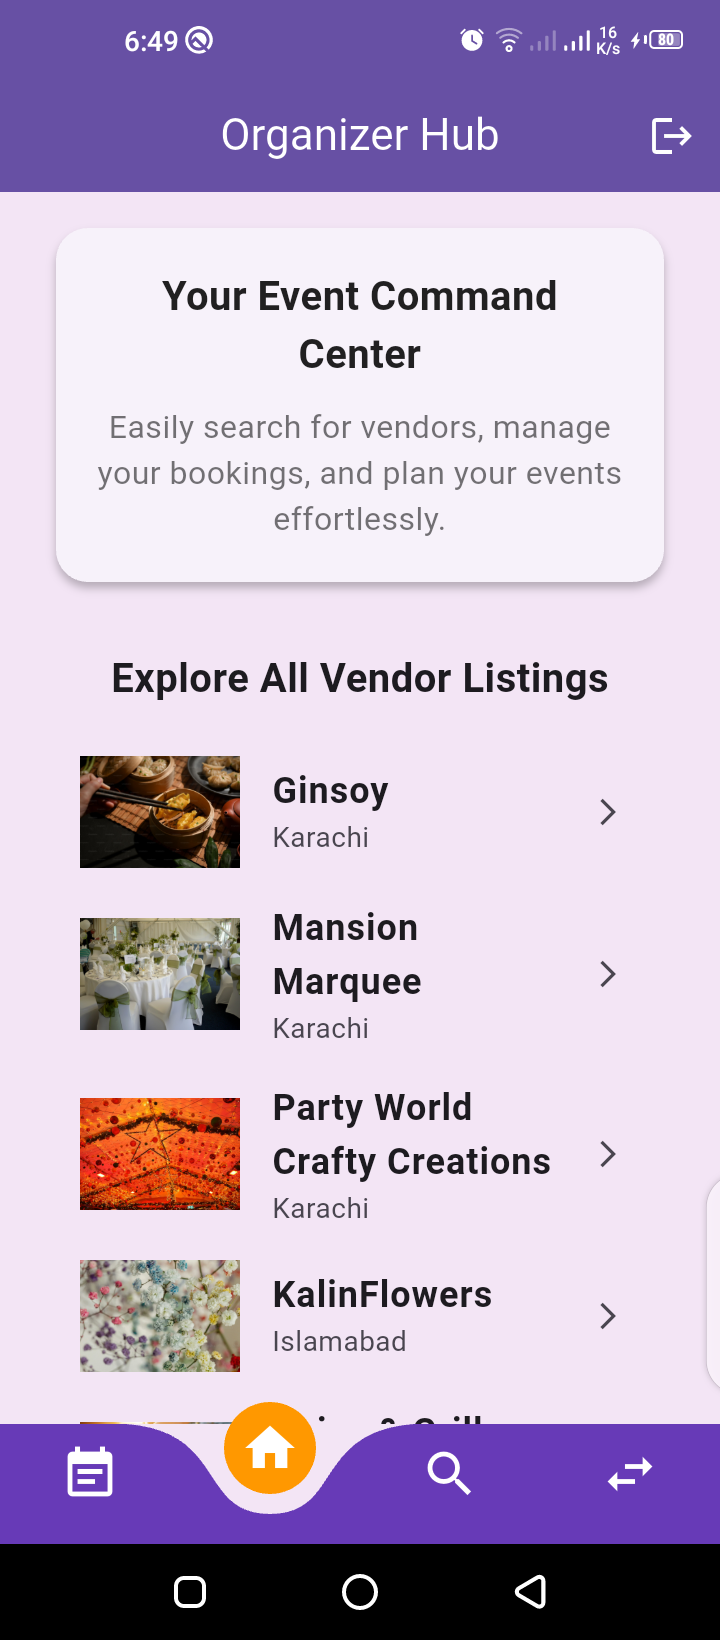 6:49
16
K/s
80
Organizer Hub
Your Event Command
Center
Easily search for vendors, manage
your bookings, and plan your events
effortlessly.
Explore All Vendor Listings
Ginsoy
Karachi
Mansion
Marquee
Karachi
Party World
Crafty Creations
Karachi
KalinFlowers
Islamabad